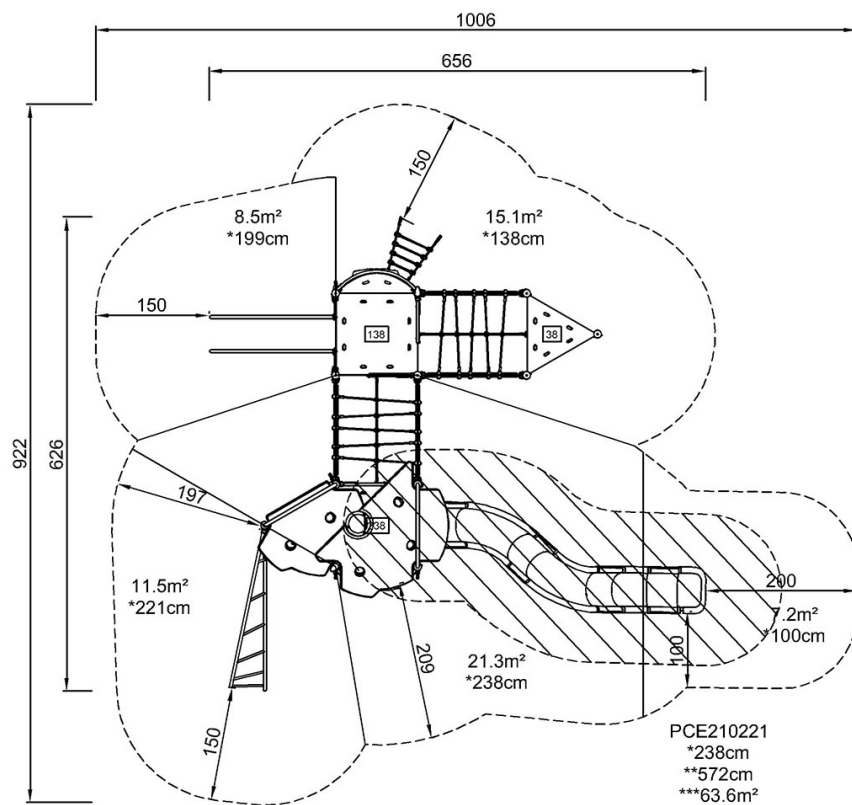 1006
656
150
8.5m²
*199cm
15.1m²
*138cm
150
138
38
922
626
197
38
11.5m²
*221cm
200
.2m²
*100cm
209
21.3m²
*238cm
100
150
PCE210221
*238cm
**572cm
***63.6m²